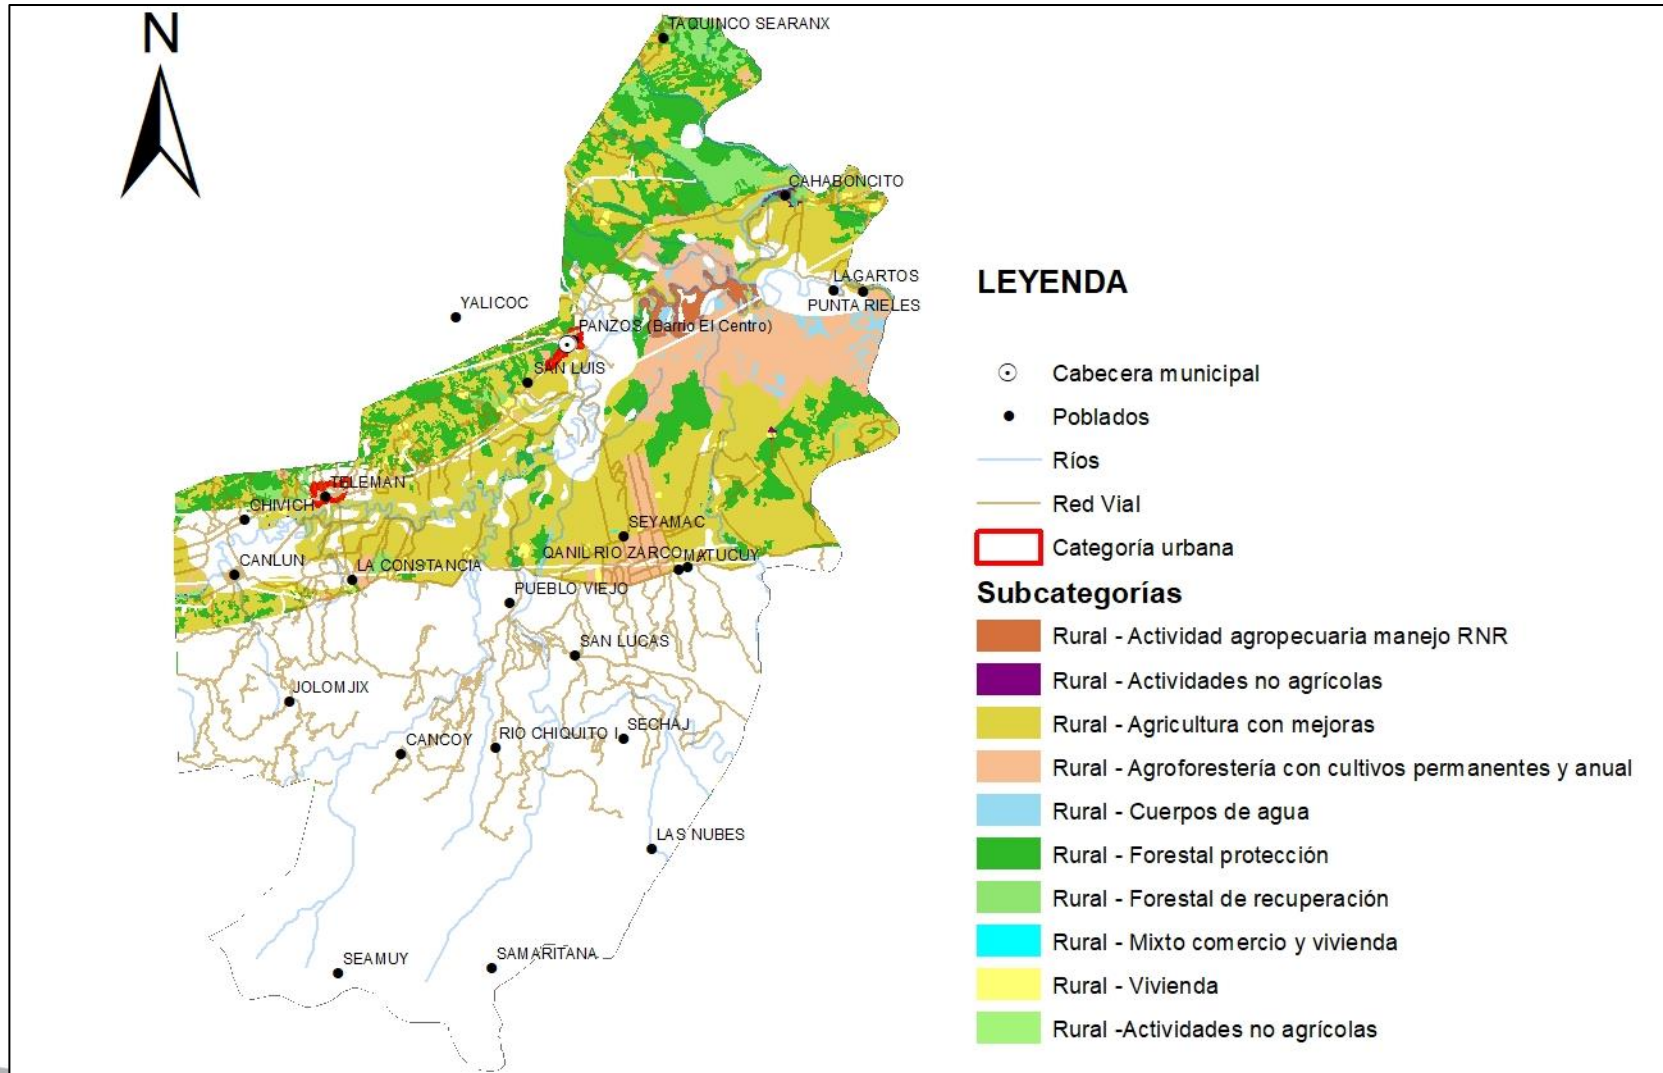 N
TAQUINCO SEARANX
CAHABONCITO
LAGARTOS
PUNTA RIELES
YALICOC
PANZOS (Barrio El Centro)
SAN LUIS
TELEMAN
CHIVICH
SEYAMAC
QANIL RIO ZARCO
MATUCUY
CANLUN
LA CONSTANCIA
PUEBLO VIEJO
SAN LUCAS
JOLOMJIX
CANCOY
RIO CHIQUITO I
SECHAJ
LAS NUBES
SEAMUY
SAMARITANA
LEYENDA
Cabecera municipal
Poblados
Ríos
Red Vial
Categoría urbana
Subcategorías
Rural - Actividad agropecuaria manejo RNR
Rural - Actividades no agrícolas
Rural - Agricultura con mejoras
Rural - Agroforestería con cultivos permanentes y anual
Rural - Cuerpos de agua
Rural - Forestal protección
Rural - Forestal de recuperación
Rural - Mixto comercio y vivienda
Rural - Vivienda
Rural -Actividades no agrícolas